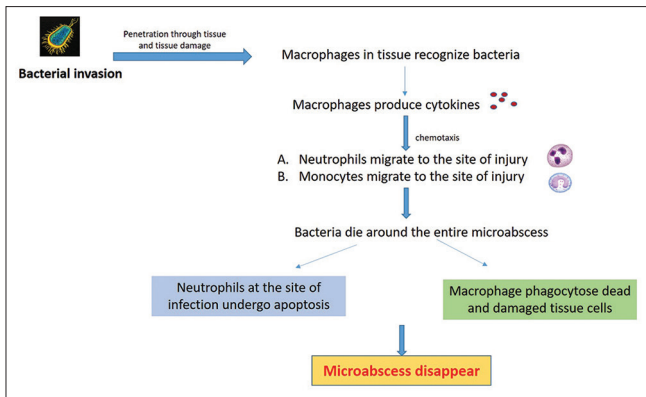 Penetration through tissue
and tissue damage
Bacterial invasion
Macrophages in tissue recognize bacteria
Macrophages produce cytokines
chemotaxis
A. Neutrophils migrate to the site of injury
B. Monocytes migrate to the site of injury
Bacteria die around the entire microabscess
Neutrophils at the site of
infection undergo apoptosis
Macrophage phagocytose dead
and damaged tissue cells
Microabscess disappear